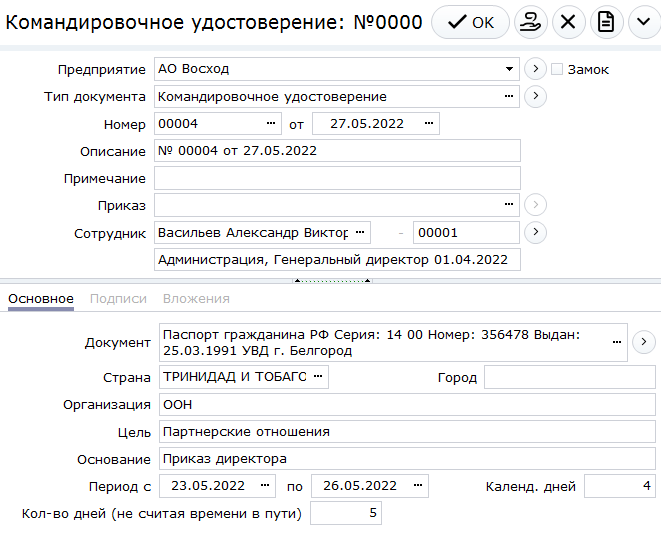 Командировочное удостоверение: №0000 OK
Предприятие АО Восход Замок
Тип документа Командировочное удостоверение
Номер 00004 от 27.05.2022
Описание № 00004 от 27.05.2022
Примечание
Приказ
Сотрудник Васильев Александр Виктор - 00001
Администрация, Генеральный директор 01.04.2022
Основное Подписи Вложения
Документ Паспорт гражданина РФ Серия: 14 00 Номер: 356478 Выдан:
25.03.1991 УВД г. Белгород
Страна ТРИНИДАД И ТОБАГО Город
Организация ООН
Цель Партнерские отношения
Основание Приказ директора
Период с 23.05.2022 по 26.05.2022 Календ. дней 4
Кол-во дней (не считая времени в пути) 5